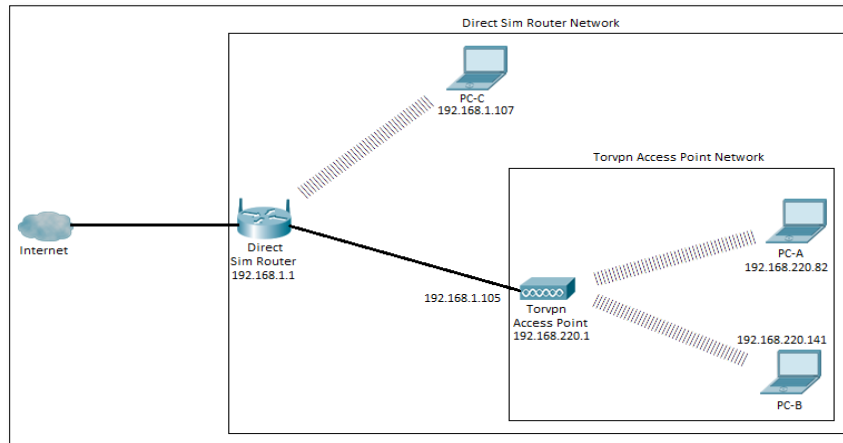 Direct Sim Router Network
PC-C
192.168.1.107
Torvpn Access Point Network
Internet
Direct
Sim Router
192.168.1.1
192.168.1.105
Torvpn
Access Point
192.168.220.1
PC-A
192.168.220.82
192.168.220.141
PC-B